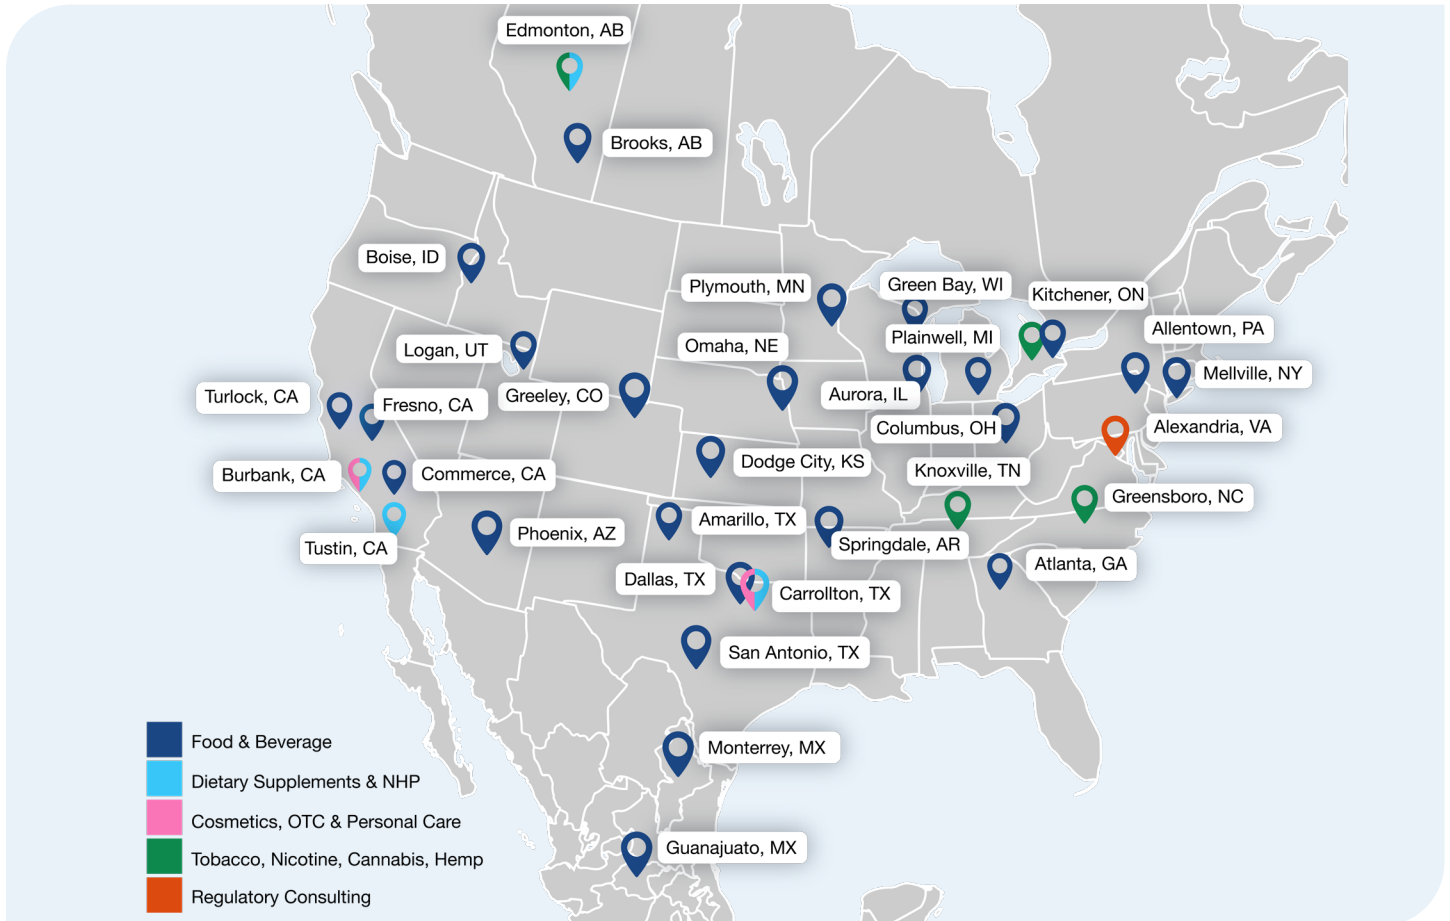 Edmonton, AB
Brooks, AB
Boise, ID
Plymouth, MN
Green Bay, WI
Kitchener, ON
Logan, UT
Omaha, NE
Plainwell, MI
Allentown, PA
Turlock, CA
Fresno, CA
Greeley, CO
Aurora, IL
Mellville, NY
Columbus, OH
Alexandria, VA
Burbank, CA
Commerce, CA
Dodge City, KS
Knoxville, TN
Greensboro, NC
Tustin, CA
Phoenix, AZ
Amarillo, TX
Springdale, AR
Atlanta, GA
Dallas, TX
Carrollton, TX
San Antonio, TX
Monterrey, MX
Guanajuato, MX
Food & Beverage
Dietary Supplements & NHP
Cosmetics, OTC & Personal Care
Tobacco, Nicotine, Cannabis, Hemp
Regulatory Consulting